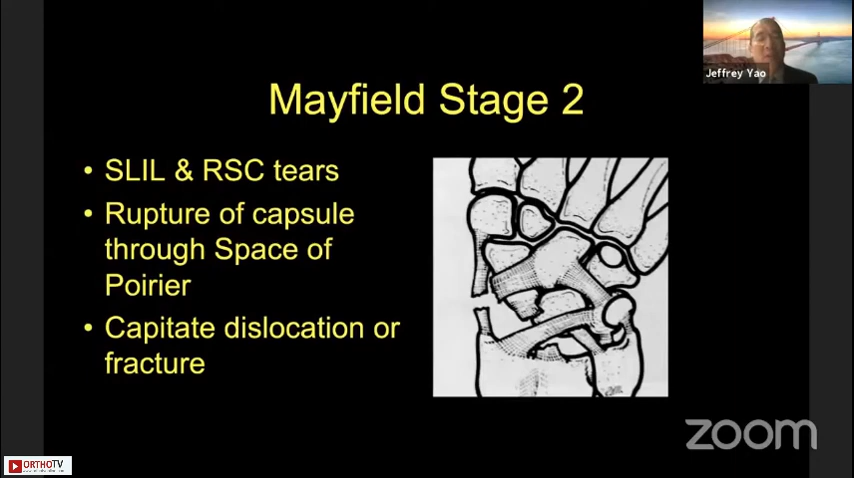 Jeffrey Yao
Mayfield Stage 2
• SLIL & RSC tears
• Rupture of capsule
through Space of
Poirier
• Capitate dislocation or
fracture
zoom
ORTHOTV